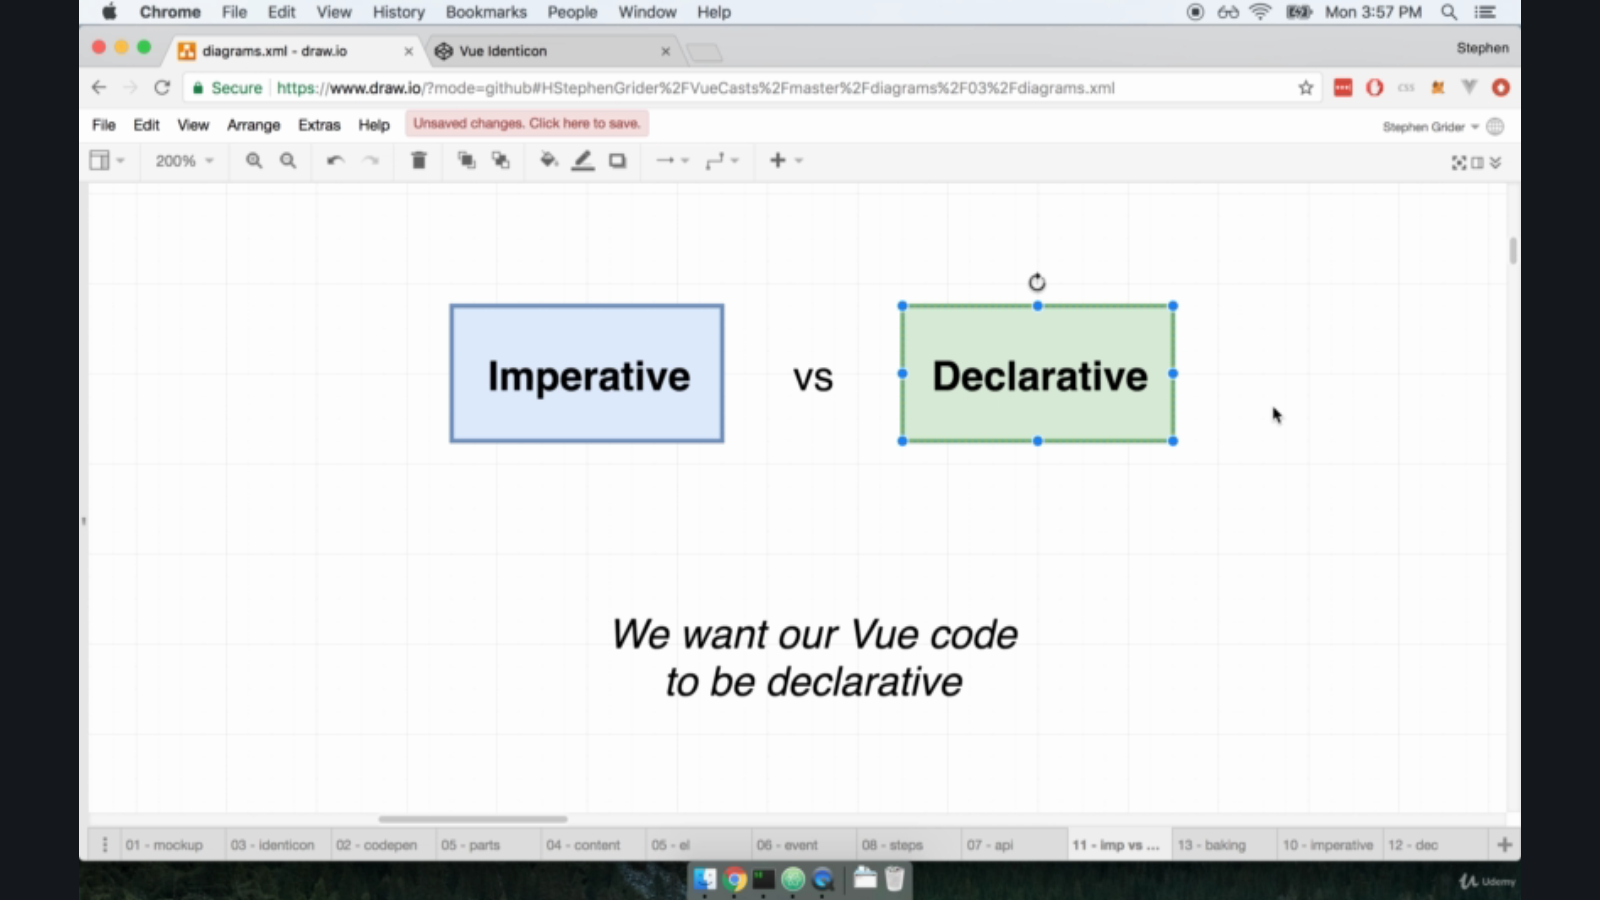 Chrome File Edit View History Bookmarks People Window Help Mon 3:57 PM
diagrams.xml - draw.io Vue Identicon Stephen
Secure https://www.draw.io/?mode=github#HStephenGrider%2FVueCasts%2Fmaster%2Fdiagrams%2F03%2Fdiagrams.xml css
File Edit View Arrange Extras Help Unsaved changes. Click here to save. Stephen Grider
200%
Imperative vs Declarative
We want our Vue code
to be declarative
01 - mockup 03 - identicon 02 - codepen 05 - parts 04 - content 05 - el 06 - event 08 - steps 07 - api 11 - imp vs ... 13 - baking 10 - imperative 12 - dec
Udemy